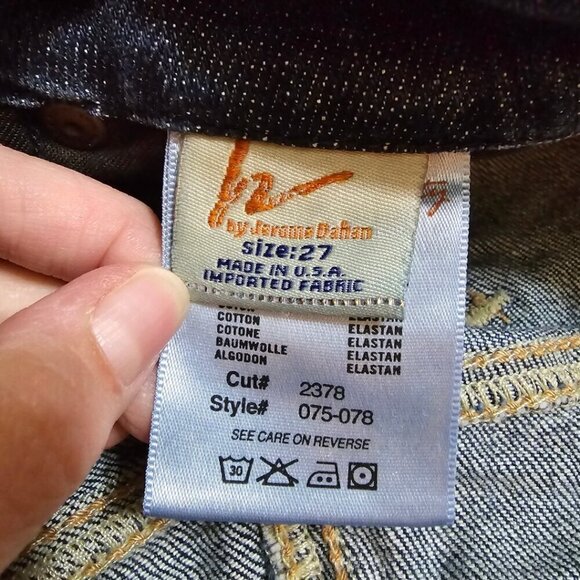 by Jerome Dahan
size:27
MADE IN U.S.A.
IMPORTED FABRIC
COTTON ELASTAN
COTONE ELASTAN
BAUMWOLLE ELASTAN
ALGODON ELASTAN
Cut# 2378
Style# 075-078
SEE CARE ON REVERSE
30